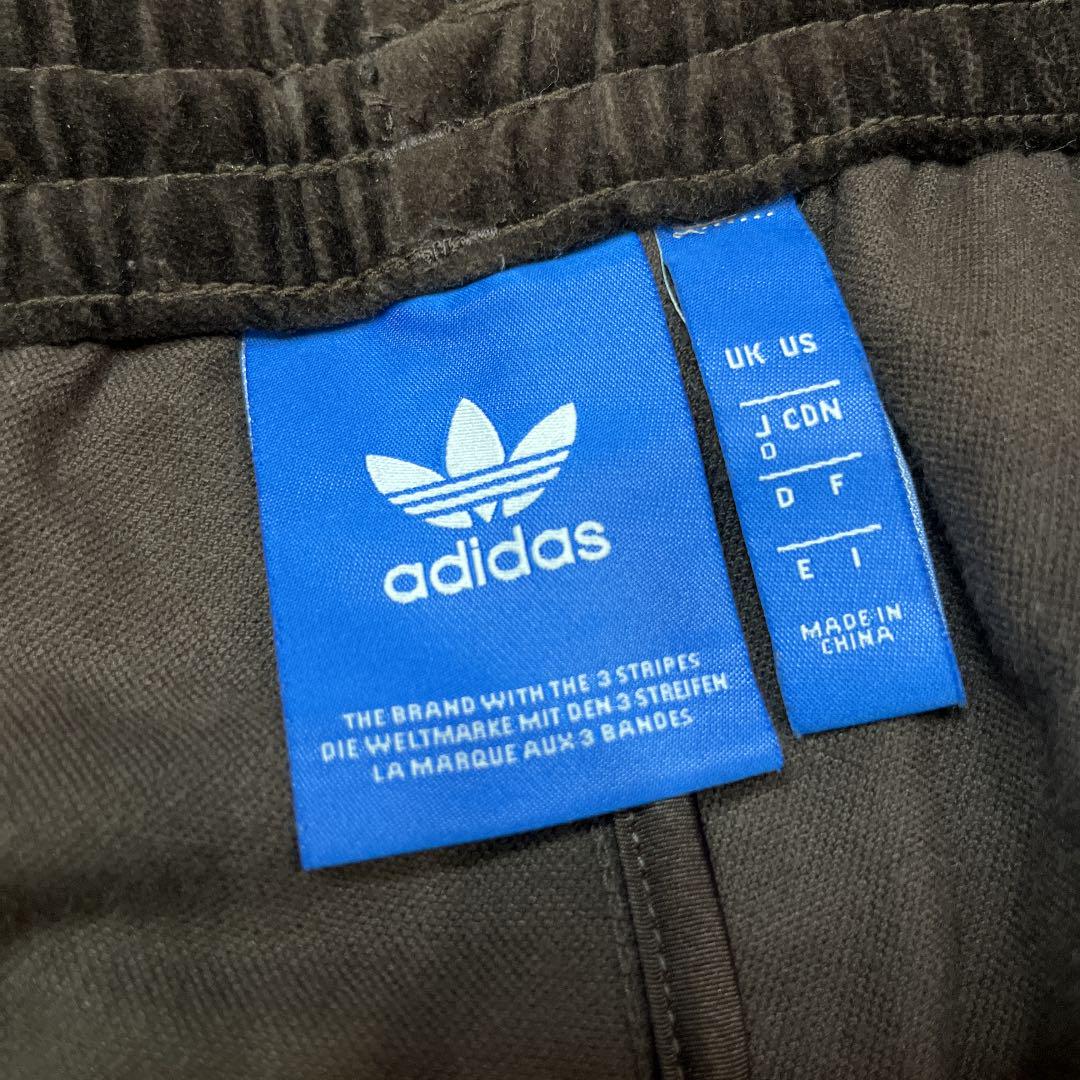 adidas
THE BRAND WITH THE 3 STRIPES
DIE WELTMARKE MIT DEN 3 STREIFEN
LA MARQUE AUX 3 BANDES
UK US
J CDN
O
D F
E I
MADE IN
CHINA